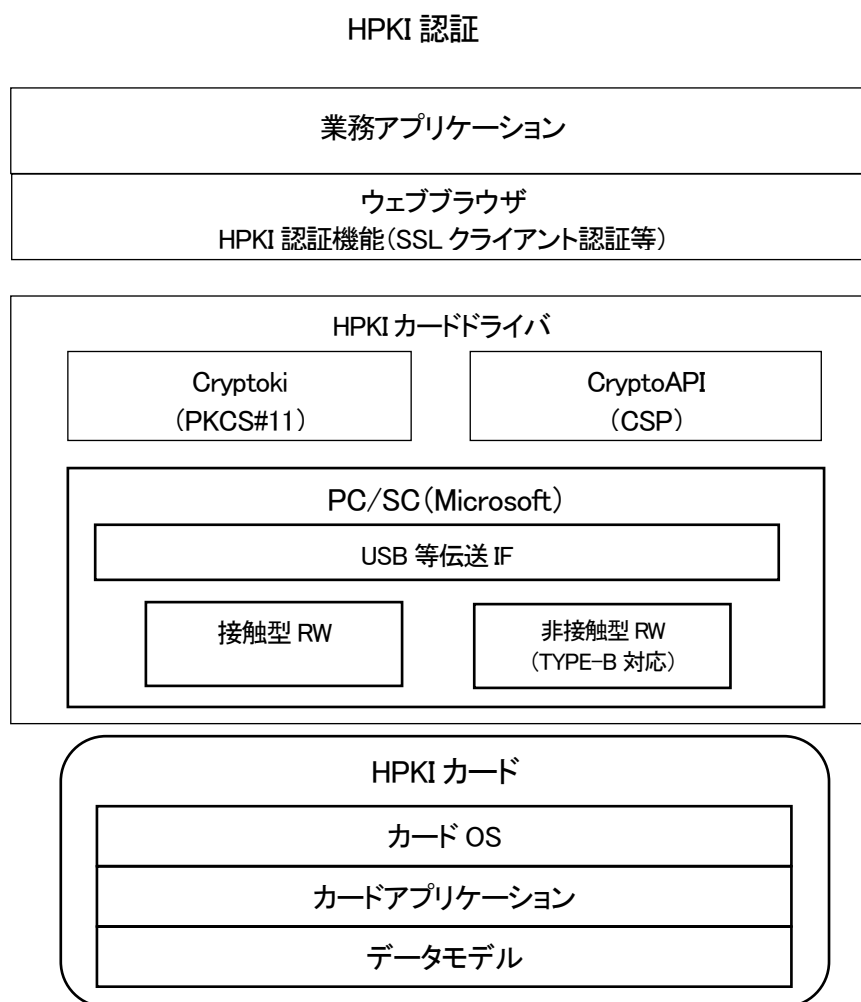 HPKI 認証
業務アプリケーション
ウェブブラウザ
HPKI 認証機能(SSL クライアント認証等)
HPKI カードドライバ
Cryptoki
(PKCS#11)
CryptoAPI
(CSP)
PC/SC(Microsoft)
USB 等伝送 IF
接触型 RW
非接触型 RW
(TYPE-B 対応)
HPKI カード
カード OS
カードアプリケーション
データモデル